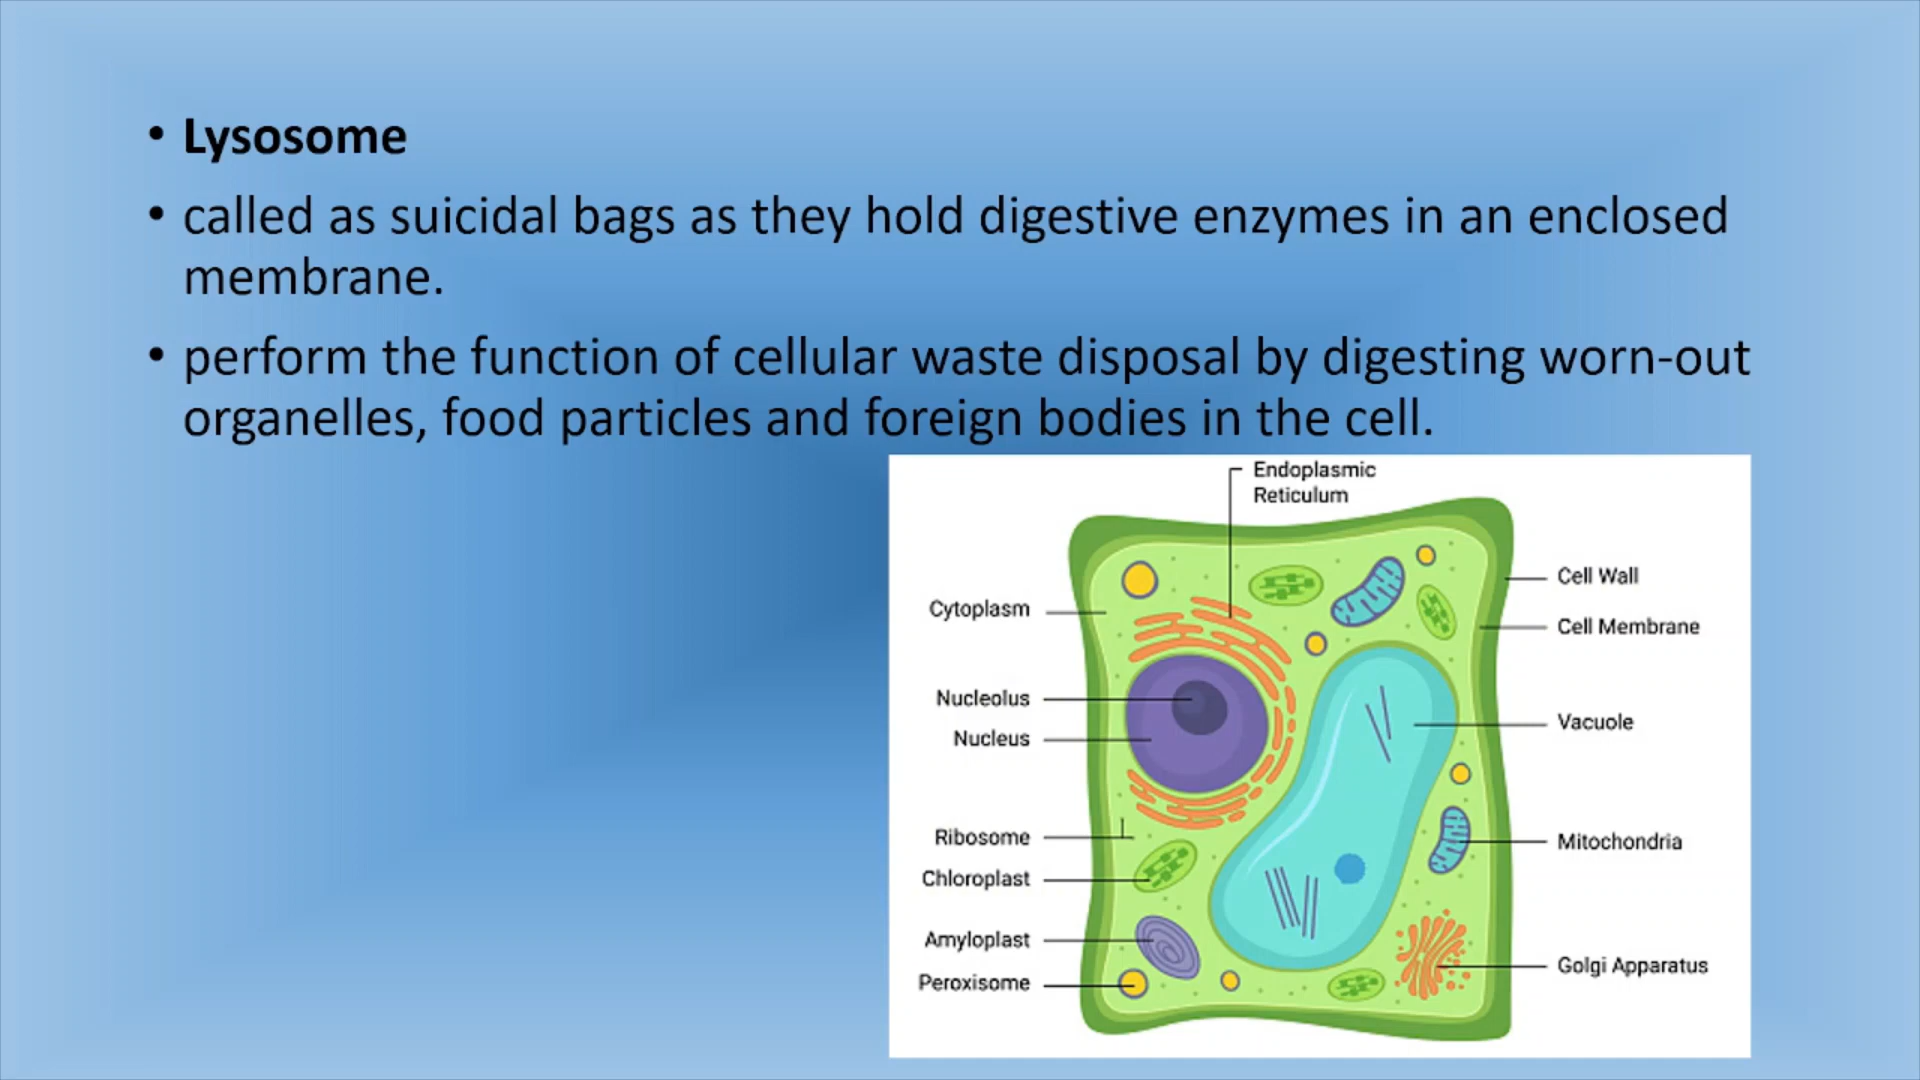 • Lysosome
• called as suicidal bags as they hold digestive enzymes in an enclosed
membrane.
• perform the function of cellular waste disposal by digesting worn-out
organelles, food particles and foreign bodies in the cell.
Endoplasmic
Reticulum
Cytoplasm
Nucleolus
Nucleus
Ribosome
Chloroplast
Amyloplast
Peroxisome
Cell Wall
Cell Membrane
Vacuole
Mitochondria
Golgi Apparatus